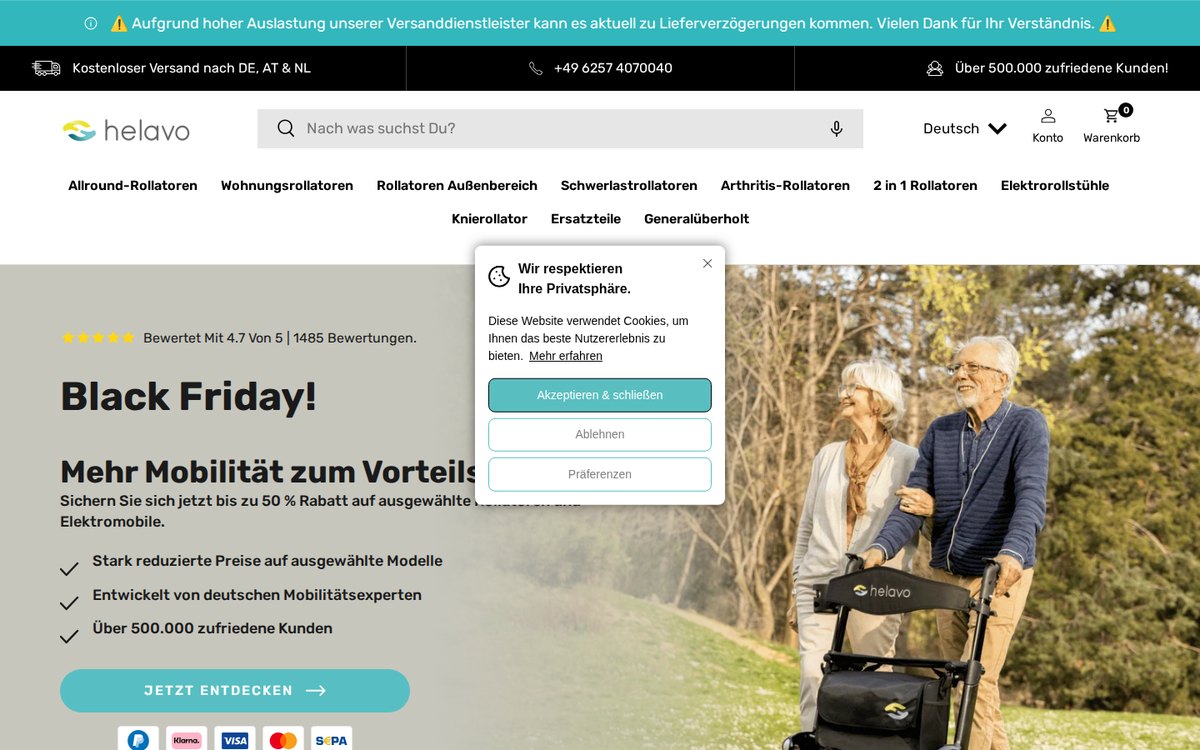 ⚠️ Aufgrund hoher Auslastung unserer Versanddienstleister kann es aktuell zu Lieferverzögerungen kommen. Vielen Dank für Ihr Verständnis. ⚠️
Kostenloser Versand nach DE, AT & NL
+49 6257 4070040
Über 500.000 zufriedene Kunden!
helavo
Nach was suchst Du?
Deutsch
Konto
0
Warenkorb
Allround-Rollatoren
Wohnungsrollatoren
Rollatoren Außenbereich
Schwerlastrollatoren
Arthritis-Rollatoren
2 in 1 Rollatoren
Elektrorollstühle
Knierollator
Ersatzteile
Generalüberholt
Wir respektieren
Ihre Privatsphäre.
Diese Website verwendet Cookies, um
Ihnen das beste Nutzererlebnis zu
bieten. Mehr erfahren
Akzeptieren & schließen
Ablehnen
Präferenzen
Bewertet Mit 4.7 Von 5 | 1485 Bewertungen.
Black Friday!
Mehr Mobilität zum Vorteils
Sichern Sie sich jetzt bis zu 50 % Rabatt auf ausgewählte
Elektromobile.
Stark reduzierte Preise auf ausgewählte Modelle
Entwickelt von deutschen Mobilitätsexperten
Über 500.000 zufriedene Kunden
JETZT ENTDECKEN
PayPal
Klarna.
VISA
SEPA
helavo